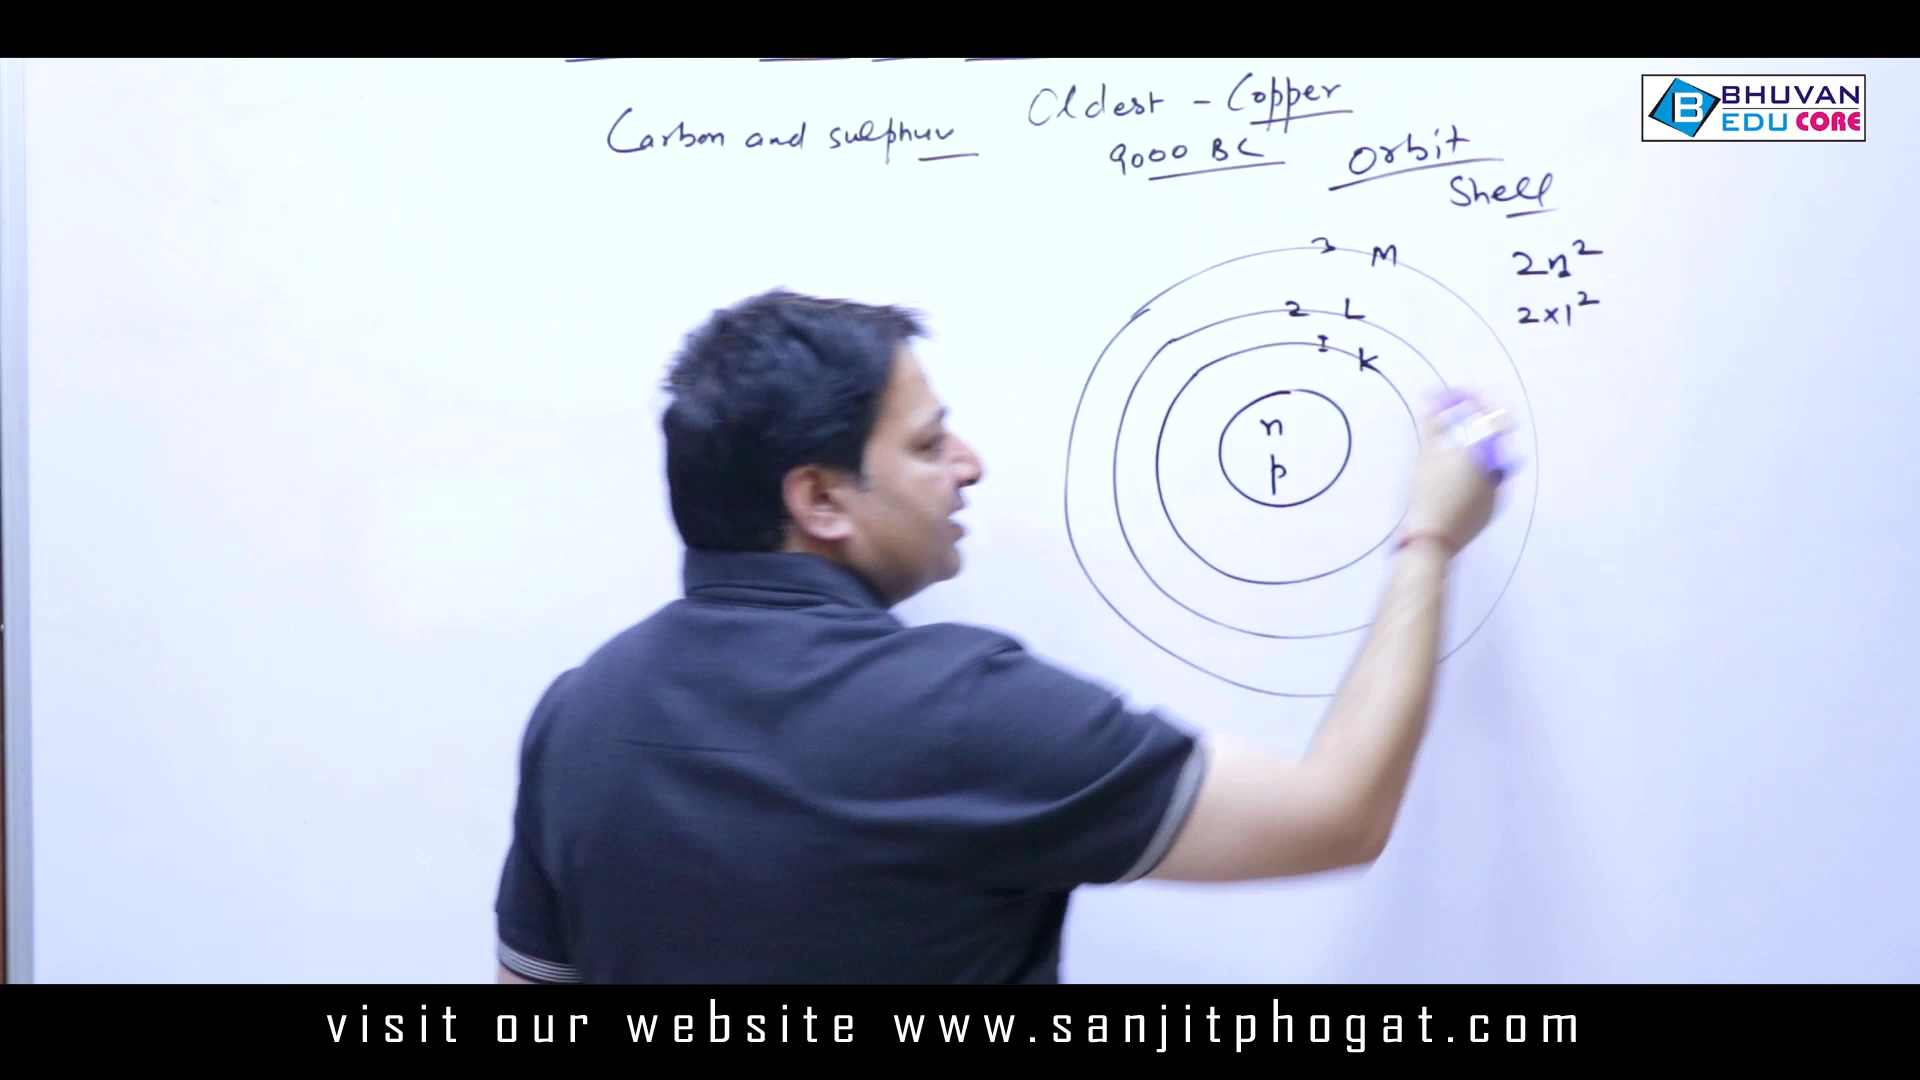 Oldest - Copper
Carbon and sulphur
9000 BC
Orbit
Shell
3 M
2n²
2 L
2×1²
1 K
n
p
B BHUVAN
EDU CORE
visit our website www.sanjitphogat.com